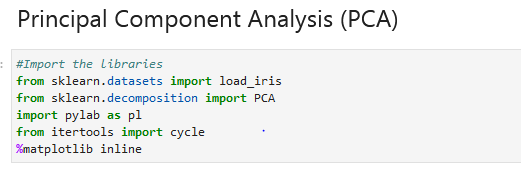 Principal Component Analysis (PCA)
:
#Import the libraries
from sklearn.datasets import load_iris
from sklearn.decomposition import PCA
import pylab as pl
from itertools import cycle
%matplotlib inline